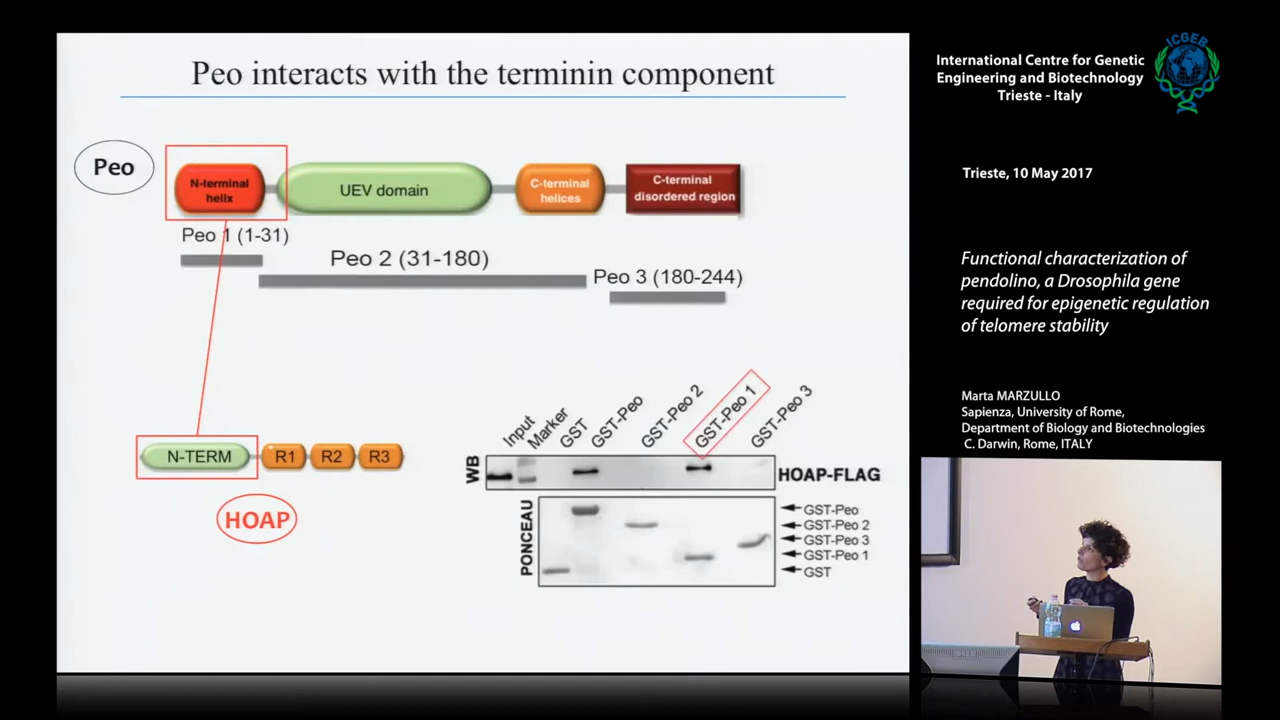 Peo interacts with the terminin component
Peo
N-terminal
helix
UEV domain
C-terminal
helices
C-terminal
disordered region
Peo 1 (1-31)
Peo 2 (31-180)
Peo 3 (180-244)
N-TERM
R1
R2
R3
HOAP
Input
Marker
GST
GST-Peo
GST-Peo 2
GST-Peo 1
GST-Peo 3
WB
HOAP-FLAG
PONCEAU
GST-Peo
GST-Peo 2
GST-Peo 3
GST-Peo 1
GST
International Centre for Genetic
Engineering and Biotechnology
Trieste - Italy
ICGEB
Trieste, 10 May 2017
Functional characterization of
pendolino, a Drosophila gene
required for epigenetic regulation
of telomere stability
Marta MARZULLO
Sapienza, University of Rome,
Department of Biology and Biotechnologies
C. Darwin, Rome, ITALY